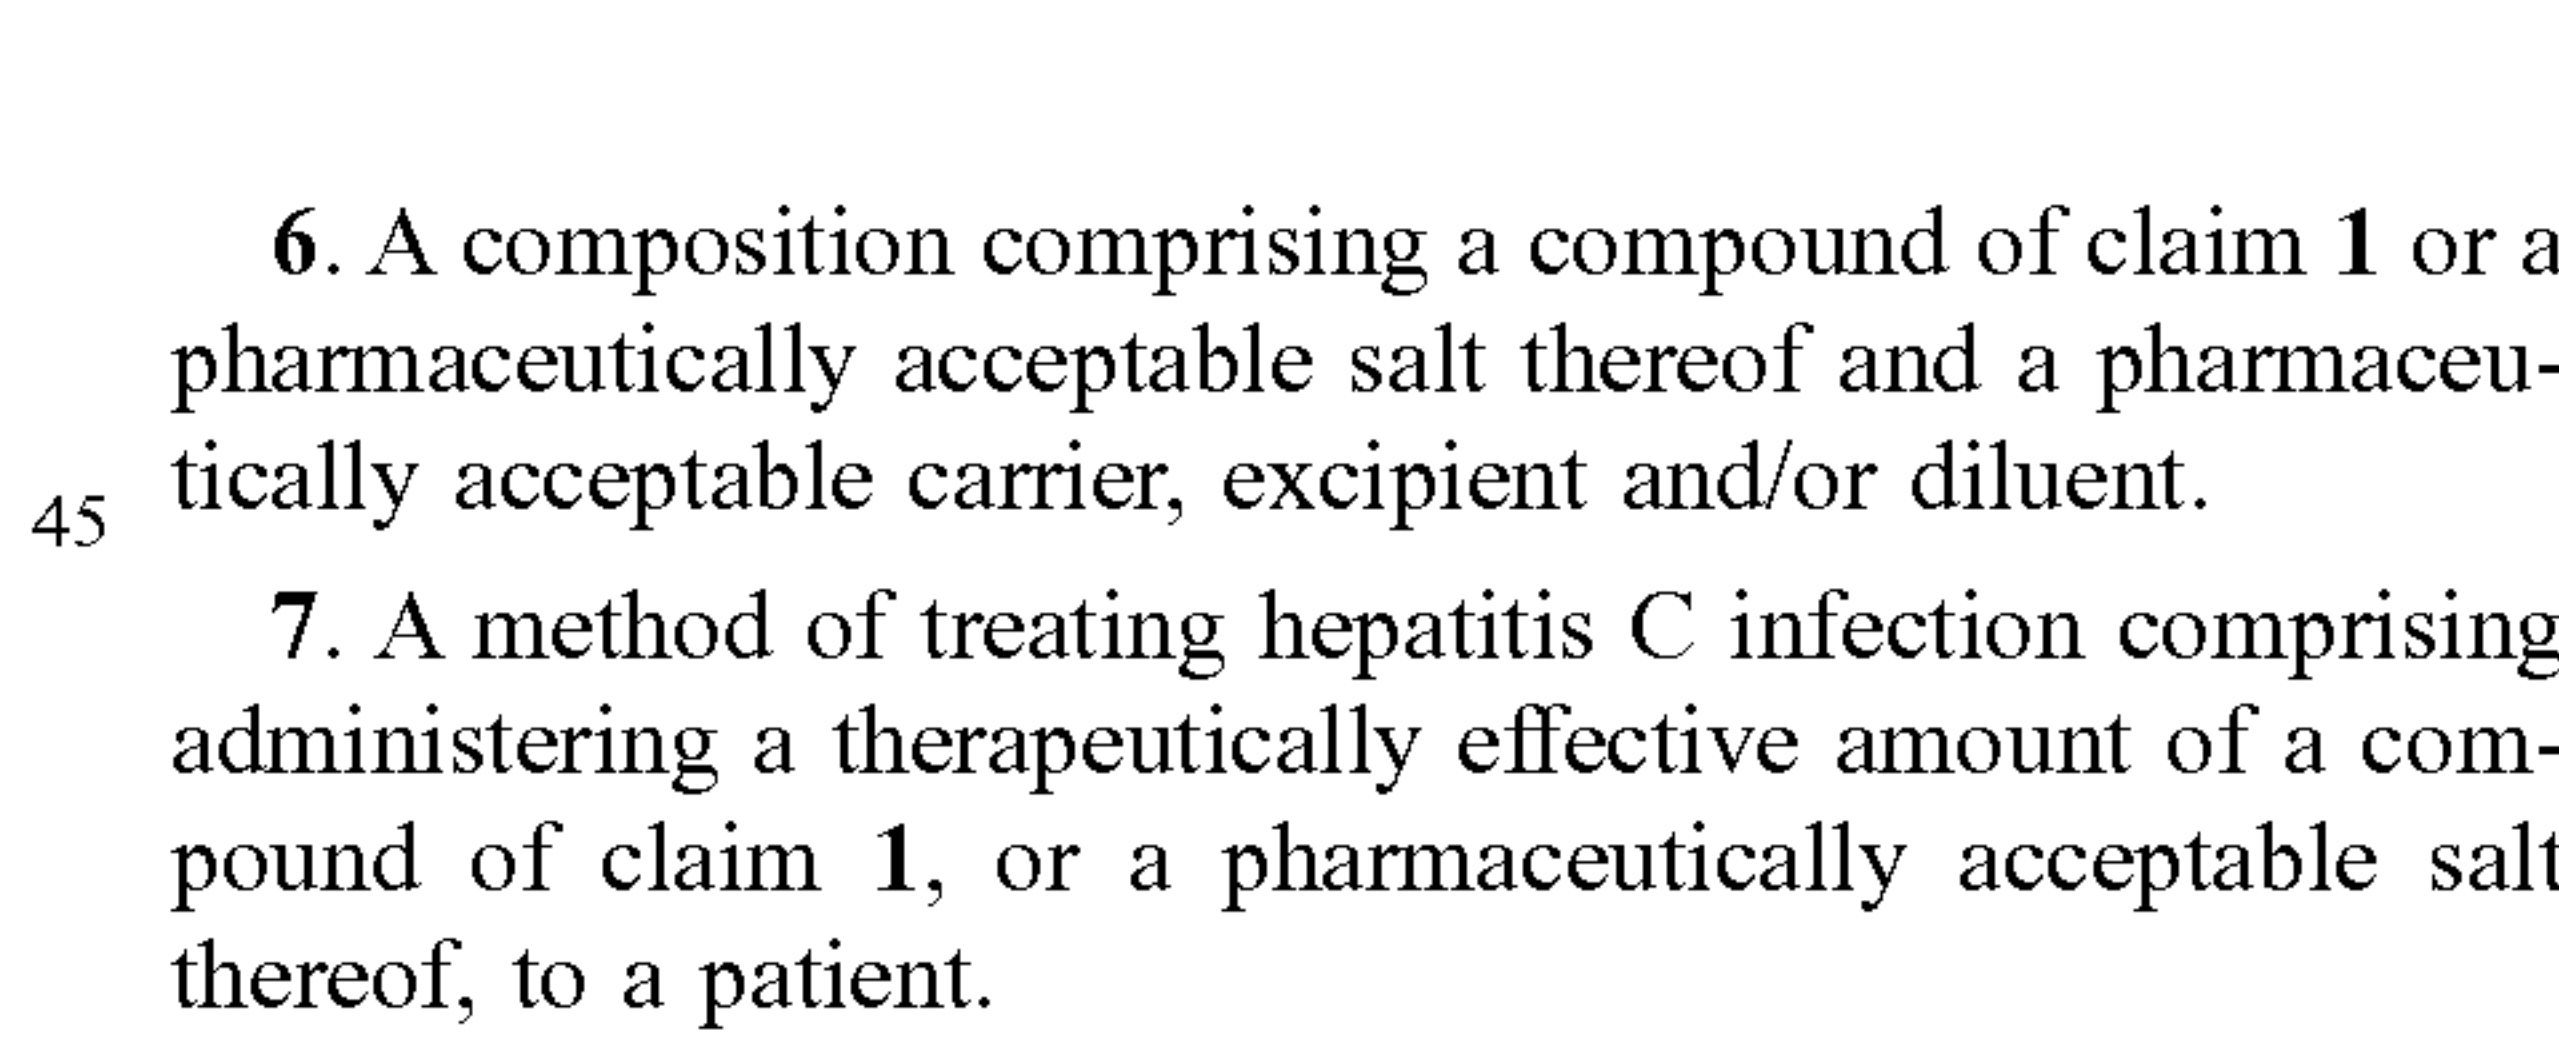 6. A composition comprising a compound of claim 1 or a
pharmaceutically acceptable salt thereof and a pharmaceu-
tically acceptable carrier, excipient and/or diluent.
45
7. A method of treating hepatitis C infection comprising
administering a therapeutically effective amount of a com-
pound of claim 1, or a pharmaceutically acceptable salt
thereof, to a patient.